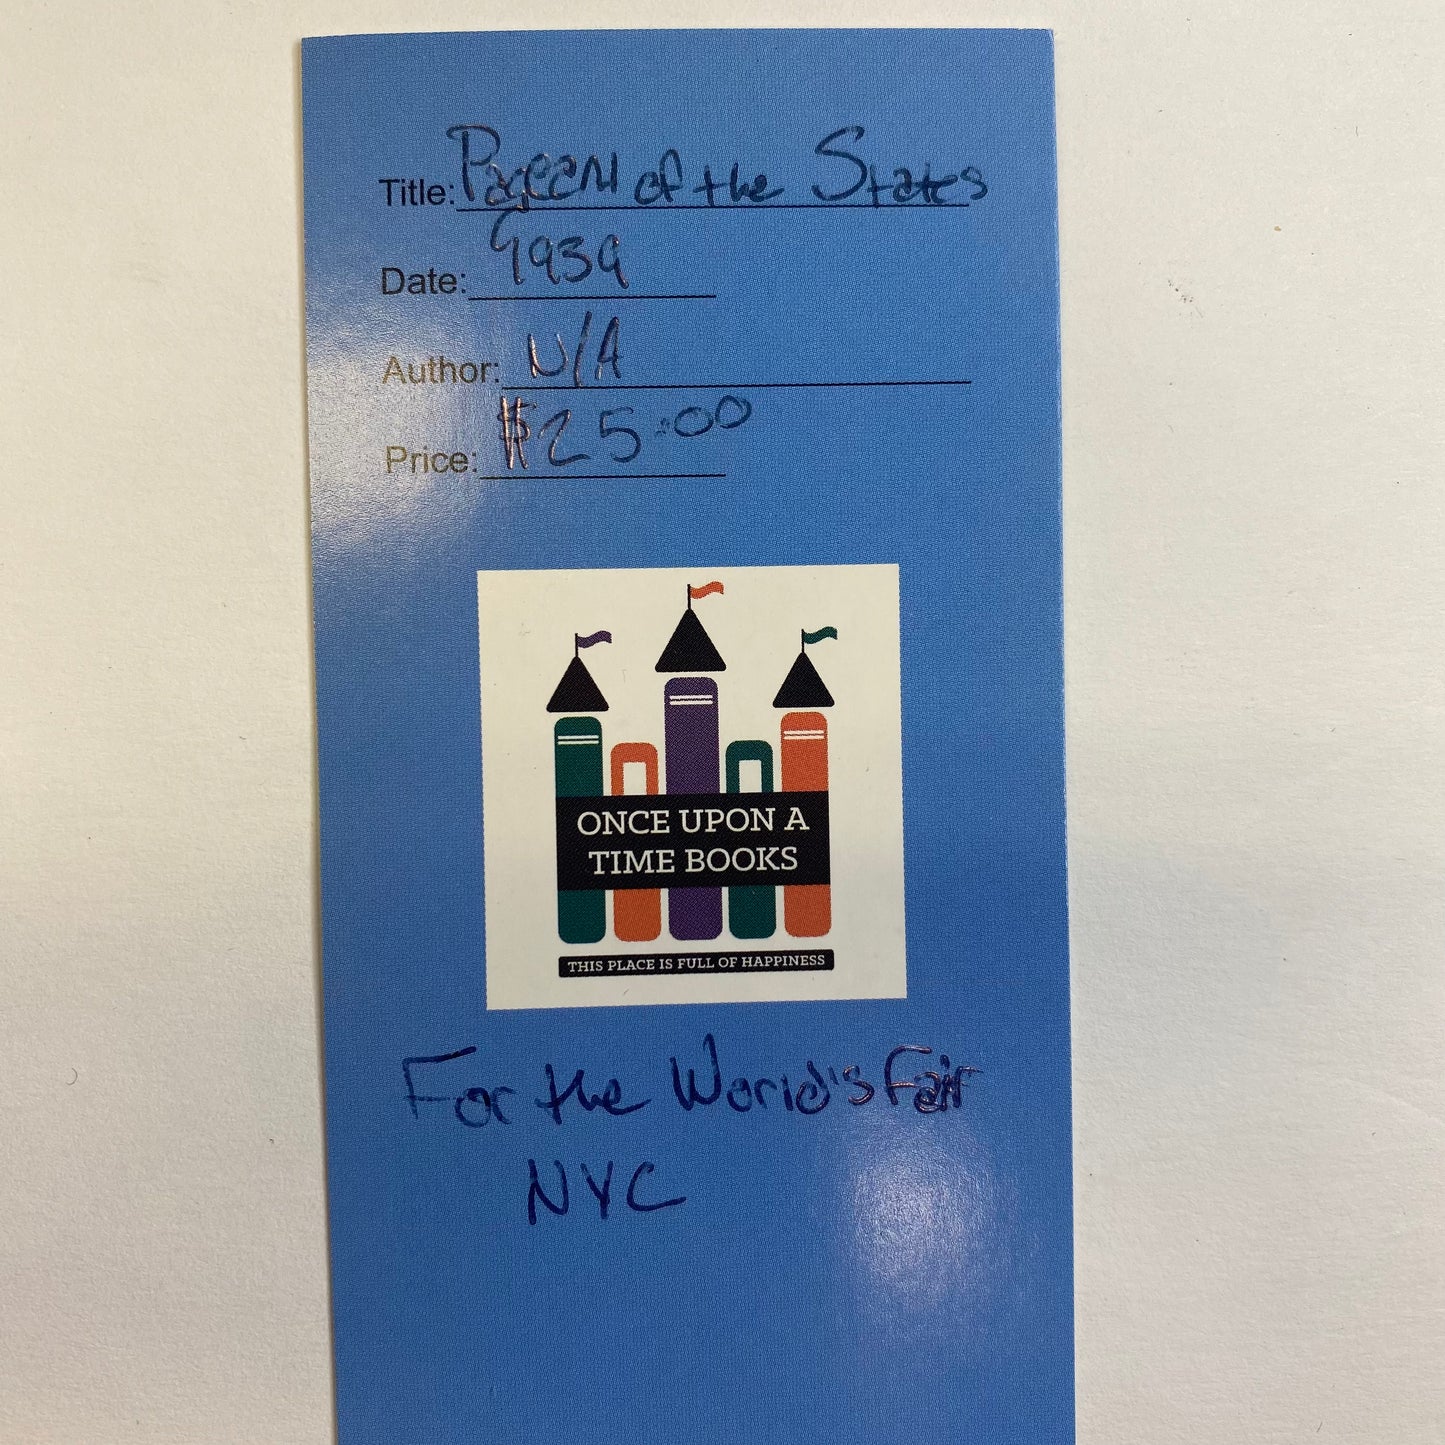 Title: Pageant of the States
Date: 1939
Author: N/A
Price: $25.00
ONCE UPON A
TIME BOOKS
THIS PLACE IS FULL OF HAPPINESS
For the World's Fair
NYC